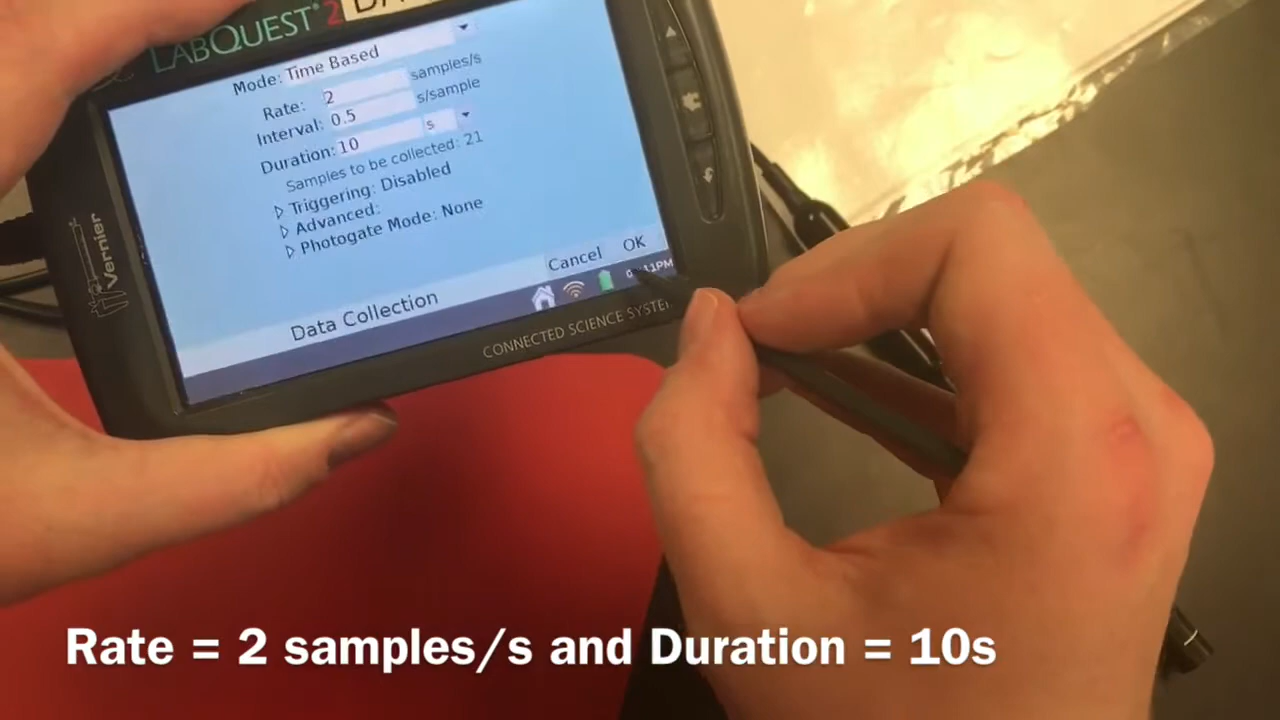 LABQUEST 2
Mode: Time Based
Rate: 2 samples/s
Interval: 0.5 s/sample
Duration: 10 s
Samples to be collected: 21
Triggering: Disabled
Advanced:
Photogate Mode: None
Cancel OK
Data Collection
CONNECTED SCIENCE SYSTEM
Vernier
Rate = 2 samples/s and Duration = 10s